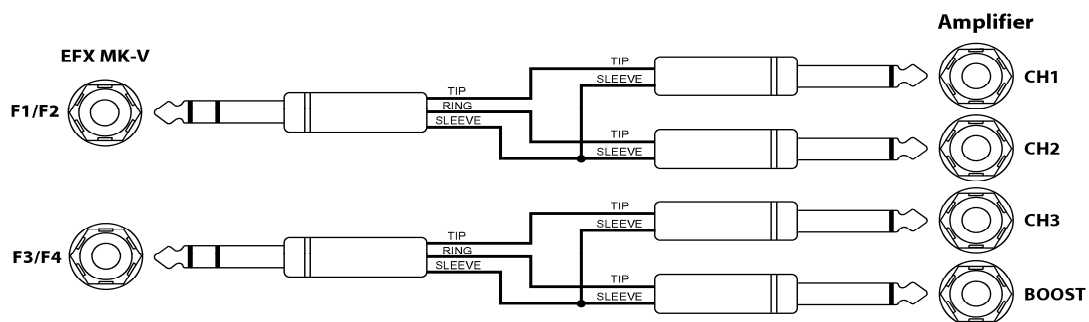 Amplifier
EFX MK-V
F1/F2
TIP
RING
SLEEVE
TIP
SLEEVE
CH1
TIP
SLEEVE
CH2
F3/F4
TIP
RING
SLEEVE
TIP
SLEEVE
CH3
TIP
SLEEVE
BOOST